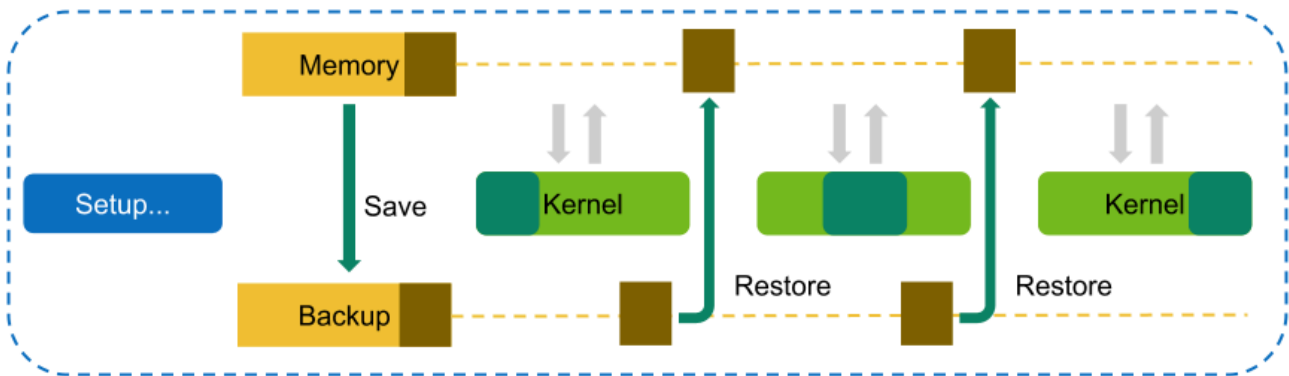 Memory
Setup...
Save
Kernel
Kernel
Restore
Restore
Backup